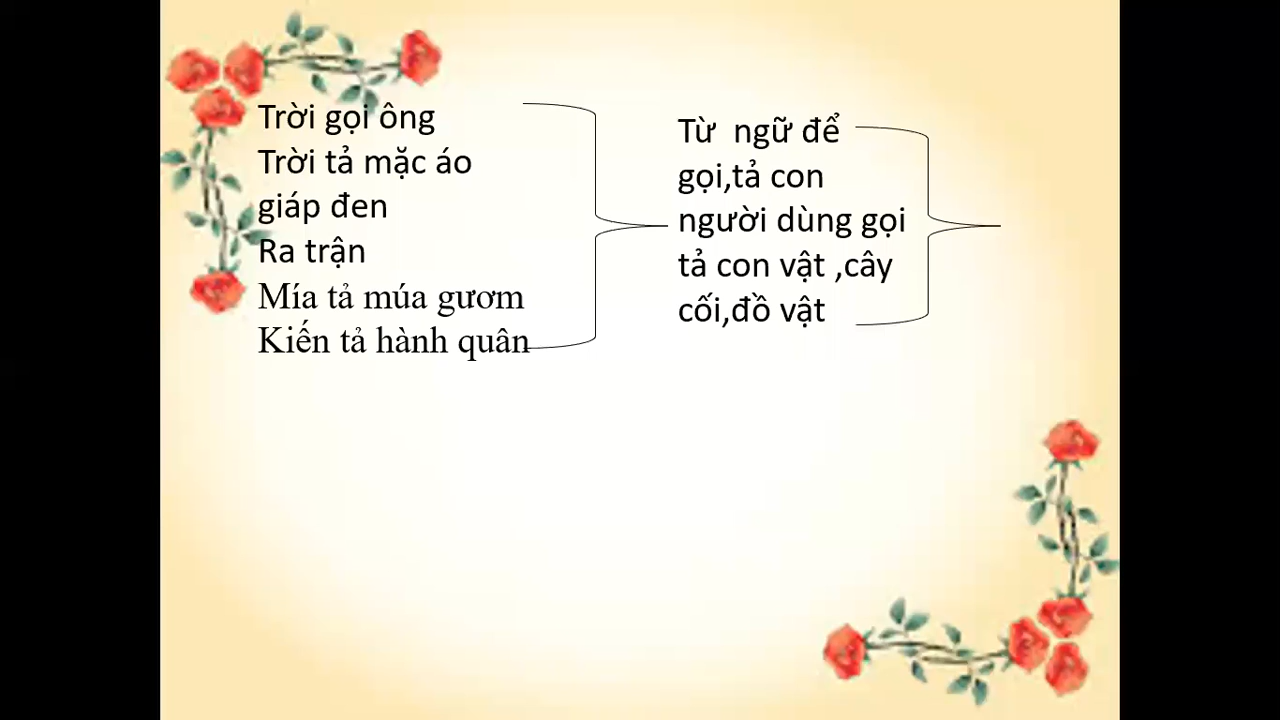 Trời gọi ông
Trời tả mặc áo
giáp đen
Ra trận
Mía tả múa gươm
Kiến tả hành quân
Từ ngữ để
gọi,tả con
người dùng gọi
tả con vật ,cây
cối,đồ vật